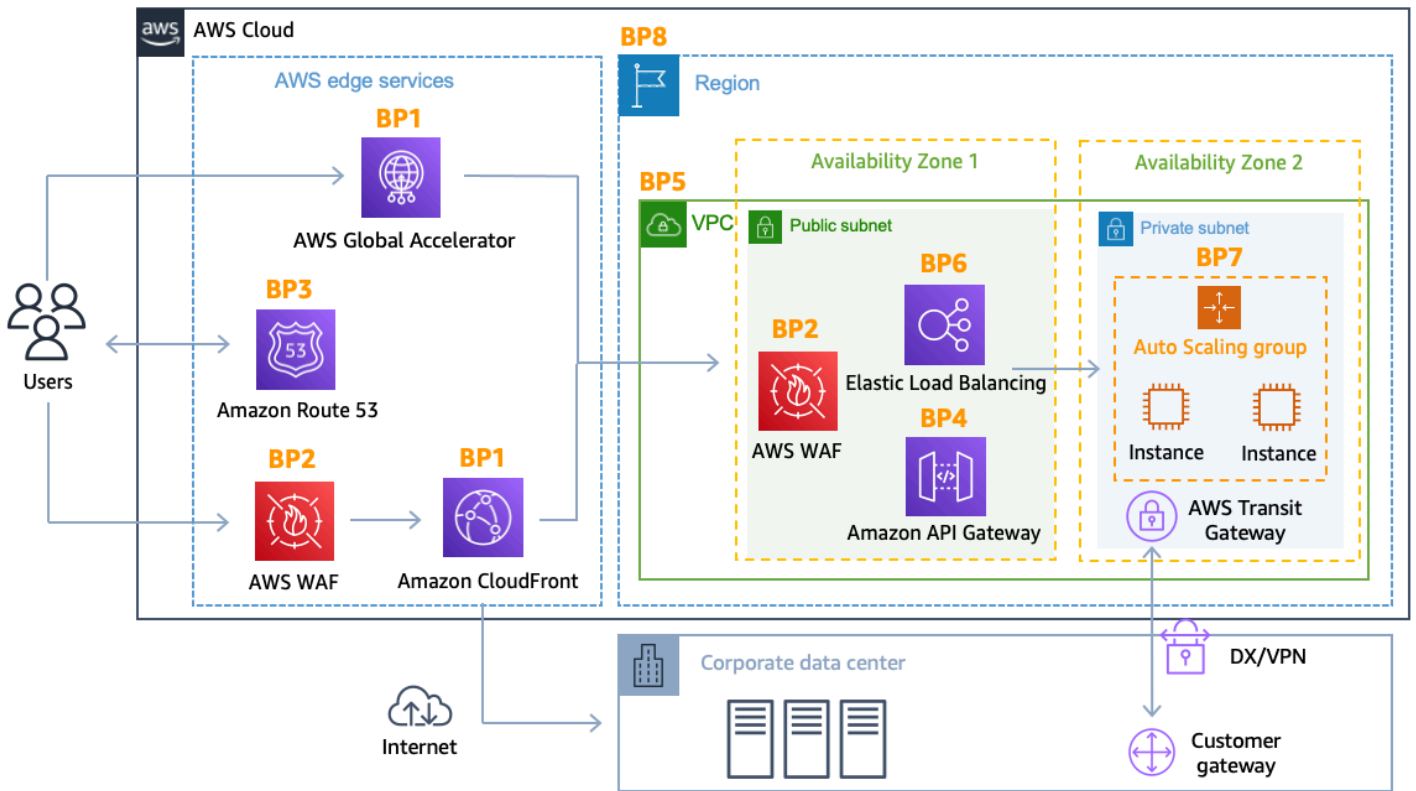 aws
AWS Cloud
BP8
AWS edge services
Region
BP1
Availability Zone 1
Availability Zone 2
BP5
VPC
Public subnet
Private subnet
AWS Global Accelerator
BP6
BP7
BP3
53
BP2
Auto Scaling group
Users
Elastic Load Balancing
Amazon Route 53
BP4
AWS WAF
Instance
Instance
BP2
BP1
</>
AWS Transit
Gateway
Amazon API Gateway
AWS WAF
Amazon CloudFront
Corporate data center
DX/VPN
Internet
Customer
gateway